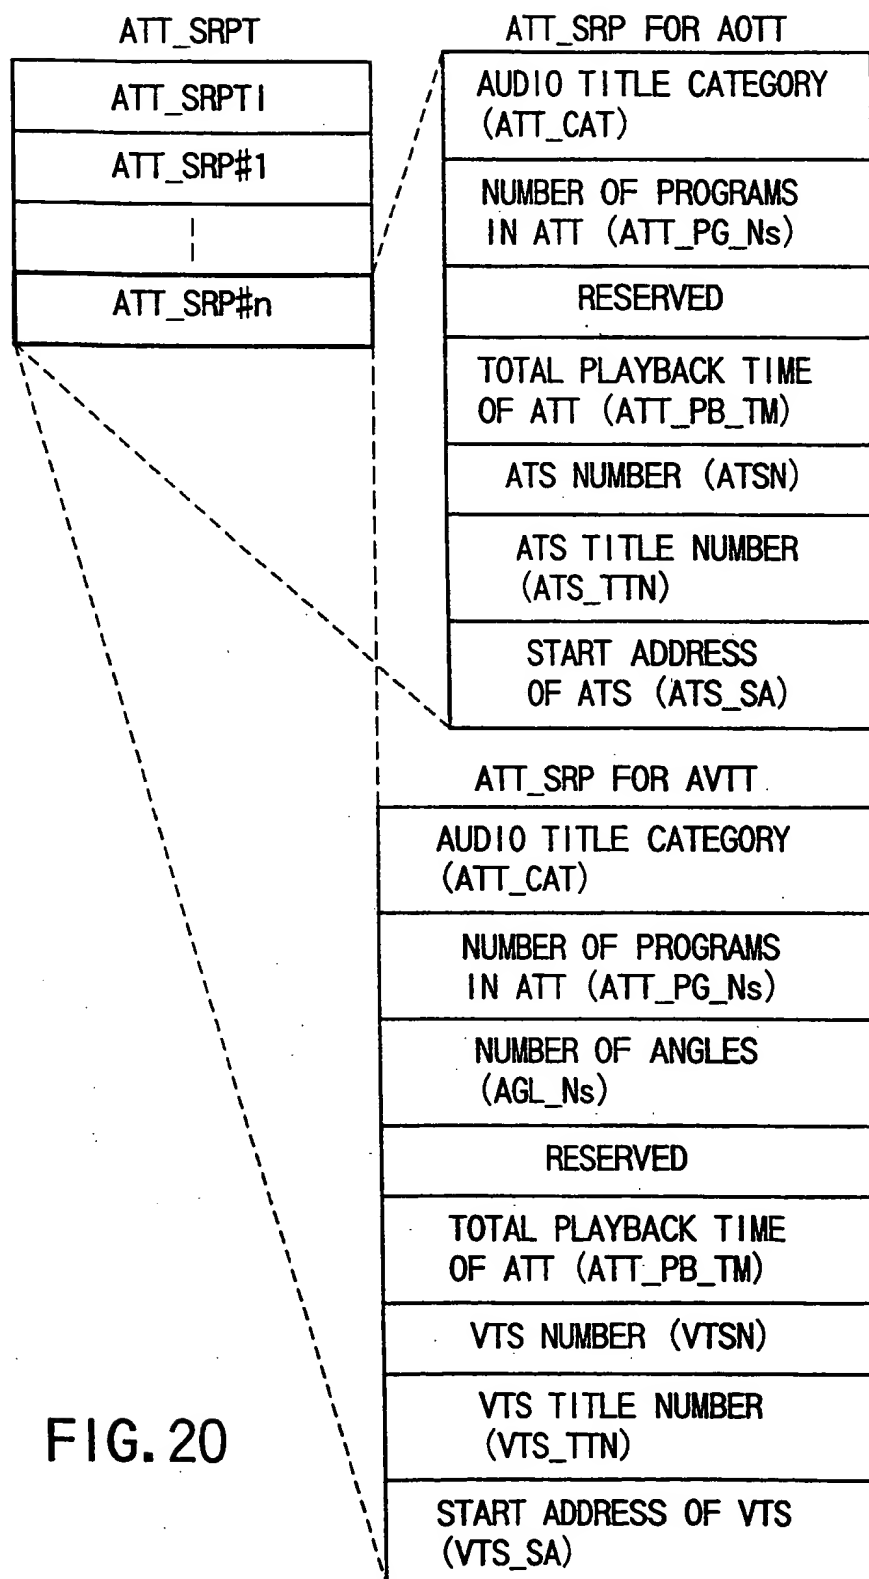 ATT_SRPT
ATT_SRPTI
ATT_SRP#1
ATT_SRP#n
ATT_SRP FOR AOTT
AUDIO TITLE CATEGORY
(ATT_CAT)
NUMBER OF PROGRAMS
IN ATT (ATT_PG_Ns)
RESERVED
TOTAL PLAYBACK TIME
OF ATT (ATT_PB_TM)
ATS NUMBER (ATSN)
ATS TITLE NUMBER
(ATS_TTN)
START ADDRESS
OF ATS (ATS_SA)
ATT_SRP FOR AVTT
AUDIO TITLE CATEGORY
(ATT_CAT)
NUMBER OF PROGRAMS
IN ATT (ATT_PG_Ns)
NUMBER OF ANGLES
(AGL_Ns)
RESERVED
TOTAL PLAYBACK TIME
OF ATT (ATT_PB_TM)
VTS NUMBER (VTSN)
VTS TITLE NUMBER
(VTS_TTN)
START ADDRESS OF VTS
(VTS_SA)
FIG. 20